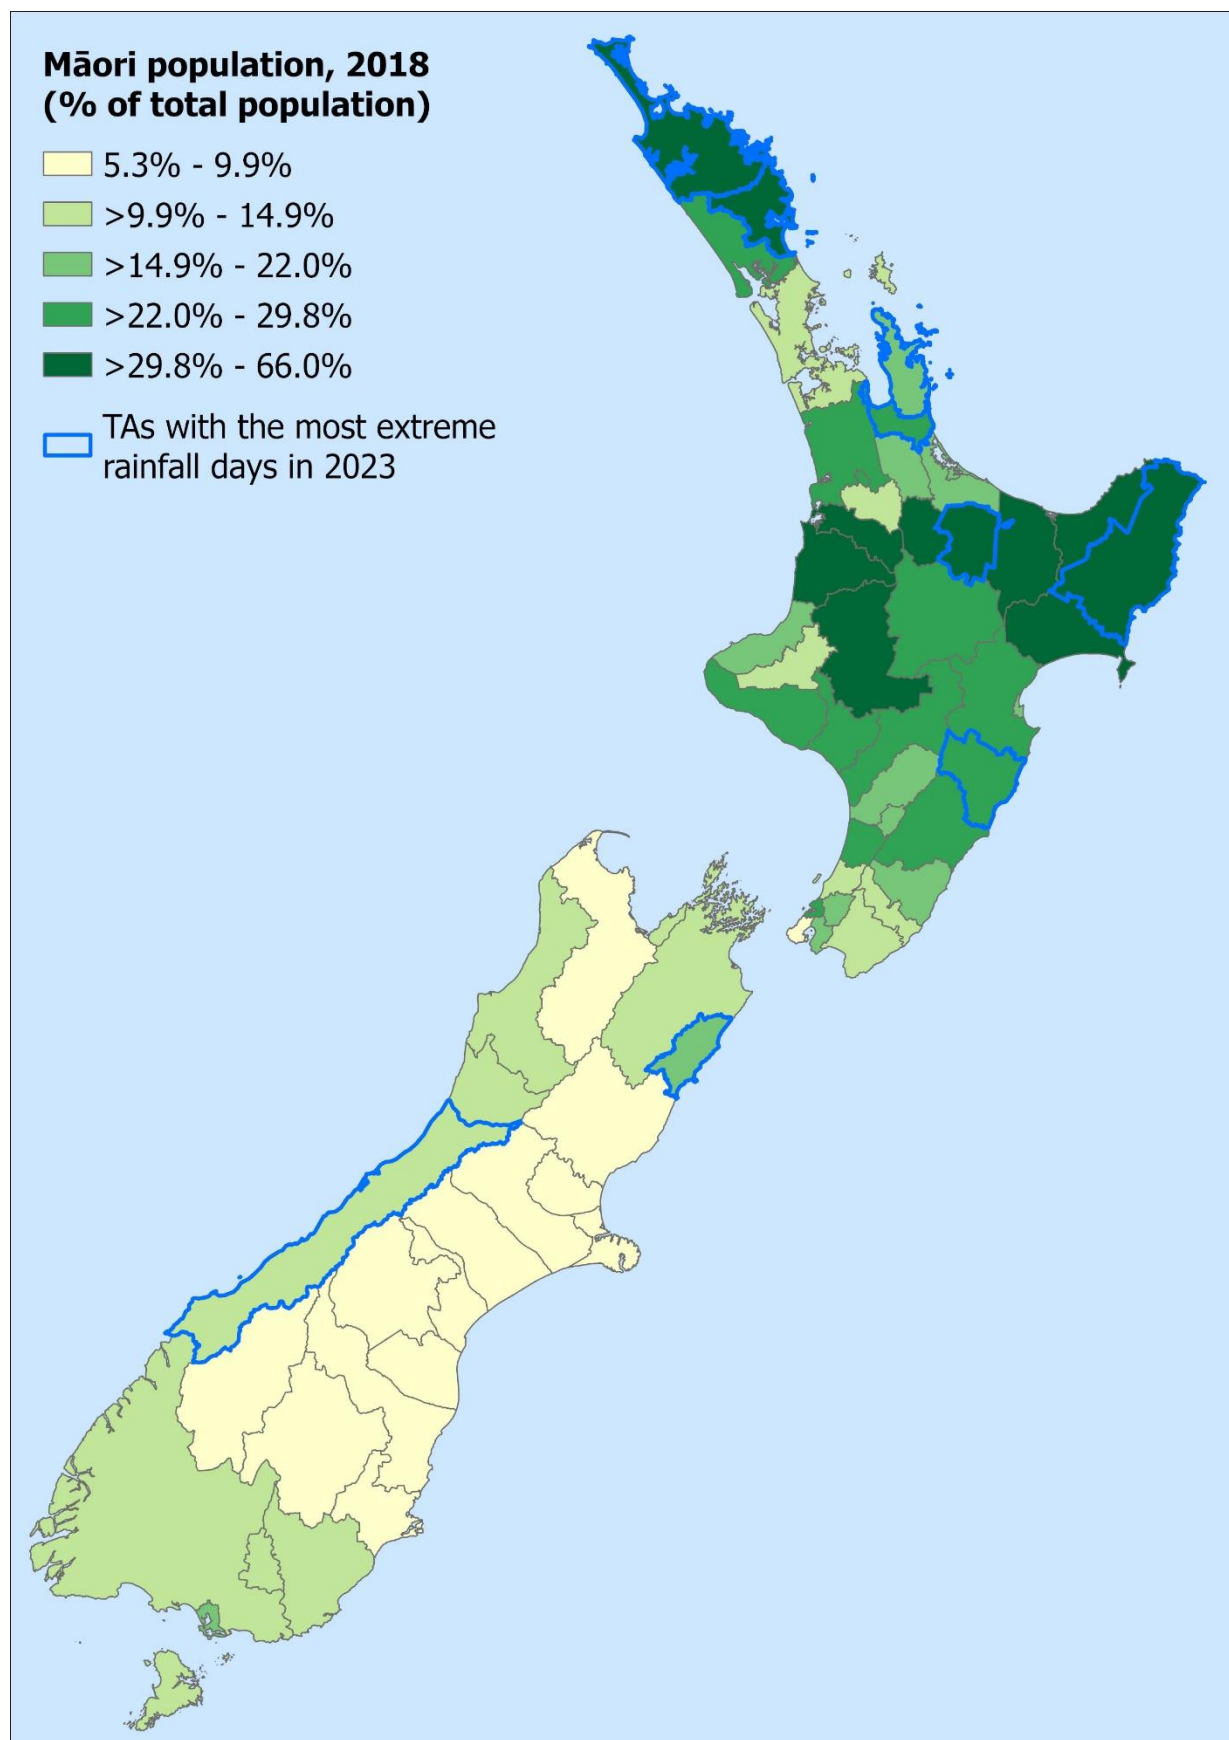 Māori population, 2018
(% of total population)
5.3% - 9.9%
>9.9% - 14.9%
>14.9% - 22.0%
>22.0% - 29.8%
>29.8% - 66.0%
TAs with the most extreme
rainfall days in 2023